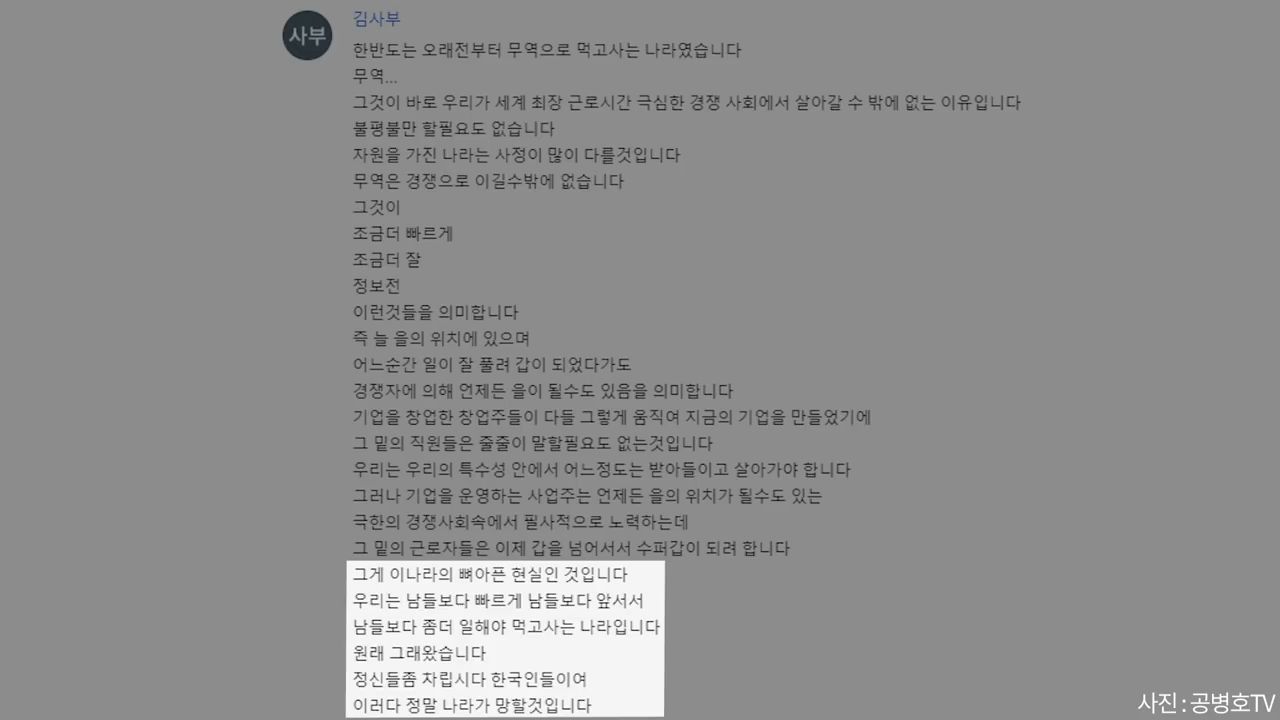 사부
김사부
한반도는 오래전부터 무역으로 먹고사는 나라였습니다
무역...
그것이 바로 우리가 세계 최장 근로시간 극심한 경쟁 사회에서 살아갈 수 밖에 없는 이유입니다
불평불만 할필요도 없습니다
자원을 가진 나라는 사정이 많이 다를것입니다
무역은 경쟁으로 이길수밖에 없습니다
그것이
조금더 빠르게
조금더 잘
정보전
이런것들을 의미합니다
즉 늘 을의 위치에 있으며
어느순간 일이 잘 풀려 갑이 되었다가도
경쟁자에 의해 언제든 을이 될수도 있음을 의미합니다
기업을 창업한 창업주들이 다들 그렇게 움직여 지금의 기업을 만들었기에
그 밑의 직원들은 줄줄이 말할필요도 없는것입니다
우리는 우리의 특수성 안에서 어느정도는 받아들이고 살아가야 합니다
그러나 기업을 운영하는 사업주는 언제든 을의 위치가 될수도 있는
극한의 경쟁사회속에서 필사적으로 노력하는데
그 밑의 근로자들은 이제 갑을 넘어서서 수퍼갑이 되려 합니다
그게 이나라의 뼈아픈 현실인 것입니다
우리는 남들보다 빠르게 남들보다 앞서서
남들보다 좀더 일해야 먹고사는 나라입니다
원래 그래왔습니다
정신들좀 차립시다 한국인들이여
이러다 정말 나라가 망할것입니다
사진 : 공병호TV